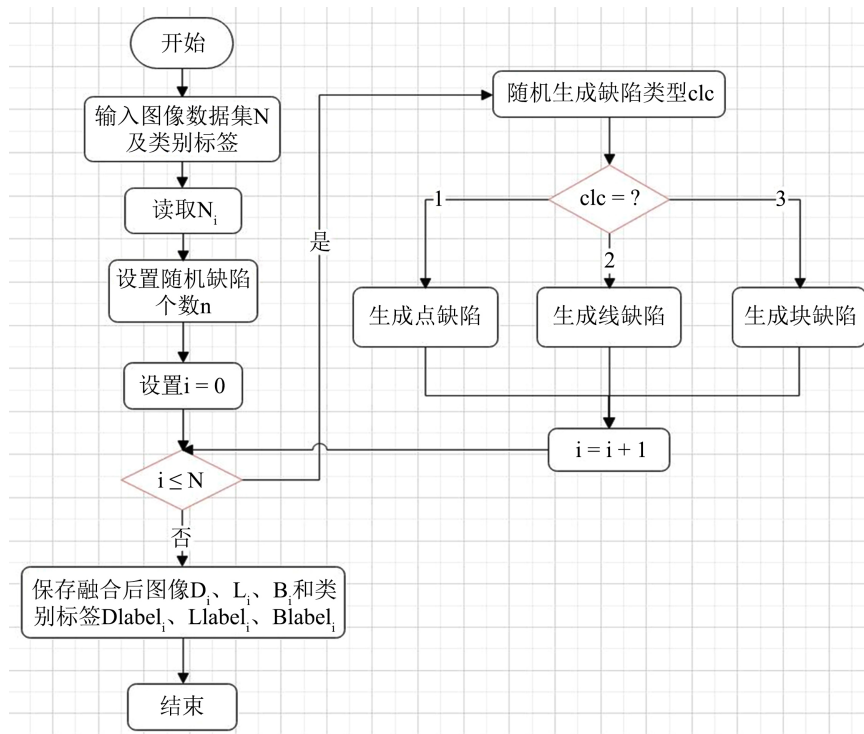 开始
输入图像数据集N
及类别标签
读取Ni
设置随机缺陷
个数n
设置i = 0
i ≤ N
是
否
保存融合后图像Di、Li、Bi和类
别标签Dlabeli、Llabeli、Blabeli
结束
随机生成缺陷类型clc
clc = ?
1
2
3
生成点缺陷
生成线缺陷
生成块缺陷
i = i + 1